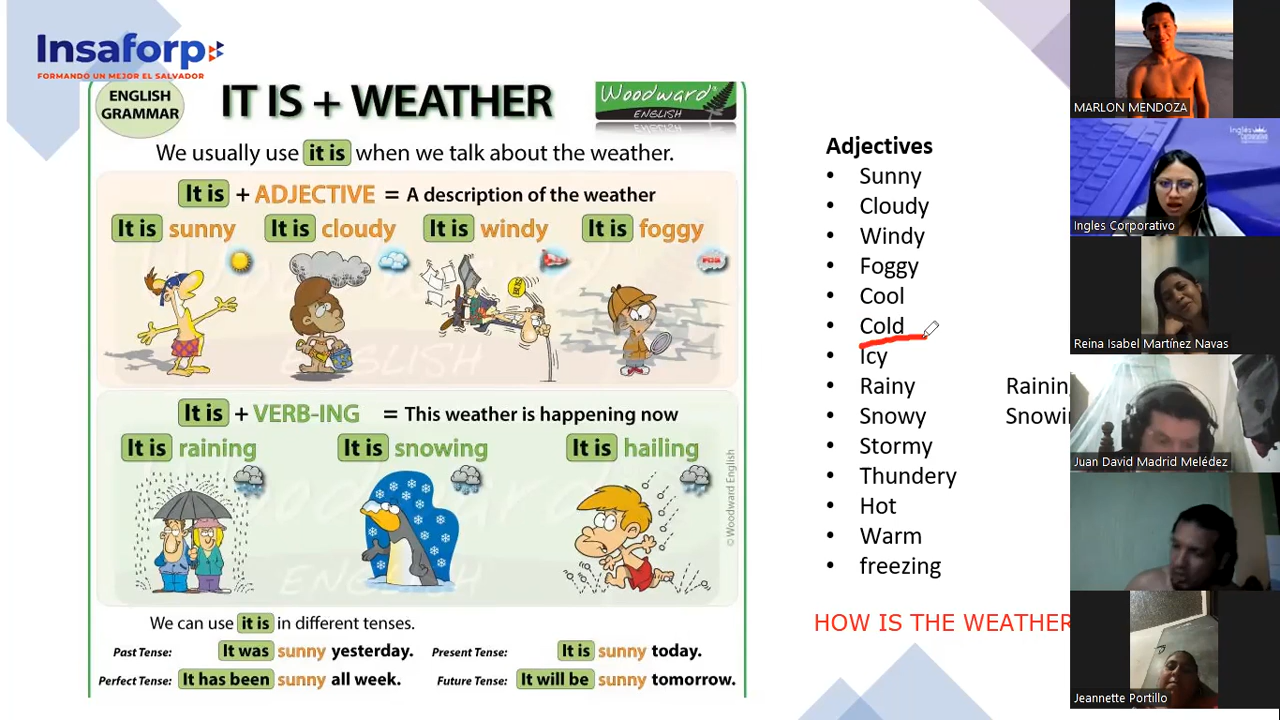 Insaforp
FORMANDO UN MEJOR EL SALVADOR
ENGLISH
GRAMMAR
IT IS + WEATHER
Woodward
ENGLISH
We usually use it is when we talk about the weather.
It is + ADJECTIVE = A description of the weather
It is sunny
It is cloudy
It is windy
It is foggy
BUS
FOG
It is + VERB-ING = This weather is happening now
It is raining
It is snowing
It is hailing
© Woodward English
We can use it is in different tenses.
Past Tense: It was sunny yesterday.
Present Tense: It is sunny today.
Perfect Tense: It has been sunny all week.
Future Tense: It will be sunny tomorrow.
Adjectives
• Sunny
• Cloudy
• Windy
• Foggy
• Cool
• Cold
• Icy
• Rainy Rainin
• Snowy Snowi
• Stormy
• Thundery
• Hot
• Warm
• freezing
HOW IS THE WEATHER
MARLON MENDOZA
Ingles Corporativo
Reina Isabel Martínez Navas
Juan David Madrid Melédez
Jeannette Portillo